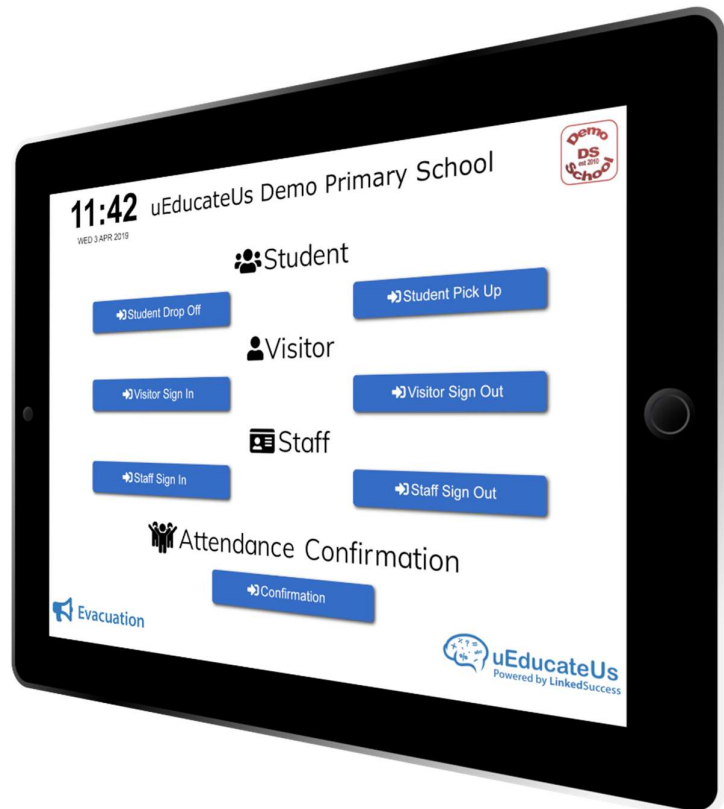 11:42 uEducateUs Demo Primary School
WED 3 APR 2019
Demo
DS
est 2010
School
Student
Student Drop Off
Student Pick Up
Visitor
Visitor Sign In
Visitor Sign Out
Staff
Staff Sign In
Staff Sign Out
Attendance Confirmation
Confirmation
Evacuation
uEducateUs
Powered by LinkedSuccess